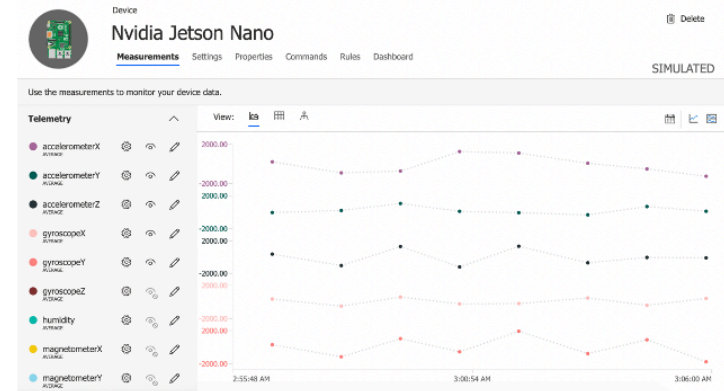 Device
Nvidia Jetson Nano
Delete
Measurements Settings Properties Commands Rules Dashboard
SIMULATED
Use the measurements to monitor your device data.
Telemetry
View:
accelerometerX
AVERAGE
accelerometerY
AVERAGE
accelerometerZ
AVERAGE
gyroscopeX
AVERAGE
gyroscopeY
AVERAGE
gyroscopeZ
AVERAGE
humidity
AVERAGE
magnetometerX
AVERAGE
magnetometerY
AVERAGE
2000.00
-2000.00
2000.00
-2000.00
2000.00
-2000.00
2000.00
-2000.00
2000.00
-2000.00
2:55:48 AM 3:00:54 AM 3:06:00 AM